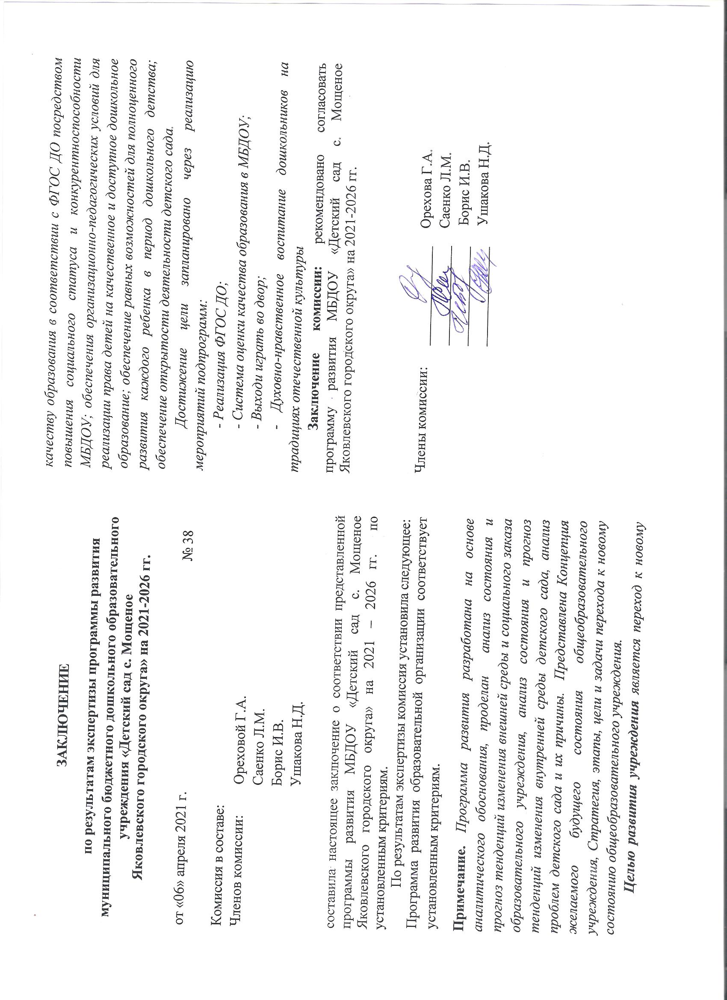 ЗАКЛЮЧЕНИЕ
по результатам экспертизы программы развития
муниципального бюджетного дошкольного образовательного
учреждения «Детский сад с. Мощеное
Яковлевского городского округа» на 2021-2026 гг.
от «06» апреля 2021 г. № 38
Комиссия в составе:
Членов комиссии: Ореховой Г.А.
Саенко Л.М.
Борис И.В.
Ушакова Н.Д.
составила настоящее заключение о соответствии представленной
программы развития МБДОУ «Детский сад с. Мощеное
Яковлевского городского округа» на 2021 – 2026 гг. по
установленным критериям.
По результатам экспертизы комиссия установила следующее:
Программа развития образовательной организации соответствует
установленным критериям.
Примечание. Программа развития разработана на основе
аналитического обоснования, проделан анализ состояния и
прогноз тенденций изменения внешней среды и социального заказа
образовательного учреждения, анализ состояния и прогноз
тенденций изменения внутренней среды детского сада, анализ
проблем детского сада и их причины. Представлена Концепция
желаемого будущего состояния общеобразовательного
учреждения, Стратегия, этапы, цели и задачи перехода к новому
состоянию общеобразовательного учреждения.
Целью развития учреждения является переход к новому
качеству образования в соответствии с ФГОС ДО посредством
повышения социального статуса и конкурентноспособности
МБДОУ; обеспечения организационно-педагогических условий для
реализации права детей на качественное и доступное дошкольное
образование; обеспечение равных возможностей для полноценного
развития каждого ребенка в период дошкольного детства;
обеспечение открытости деятельности детского сада.
Достижение цели запланировано через реализацию
мероприятий подпрограмм:
- Реализация ФГОС ДО;
- Система оценки качества образования в МБДОУ;
- Выходи играть во двор;
- Духовно-нравственное воспитание дошкольников на
традициях отечественной культуры
Заключение комиссии: рекомендовано согласовать
программу развития МБДОУ «Детский сад с. Мощеное
Яковлевского городского округа» на 2021-2026 гг.
Члены комиссии: Орехова Г.А.
Саенко Л.М.
Борис И.В.
Ушакова Н.Д.